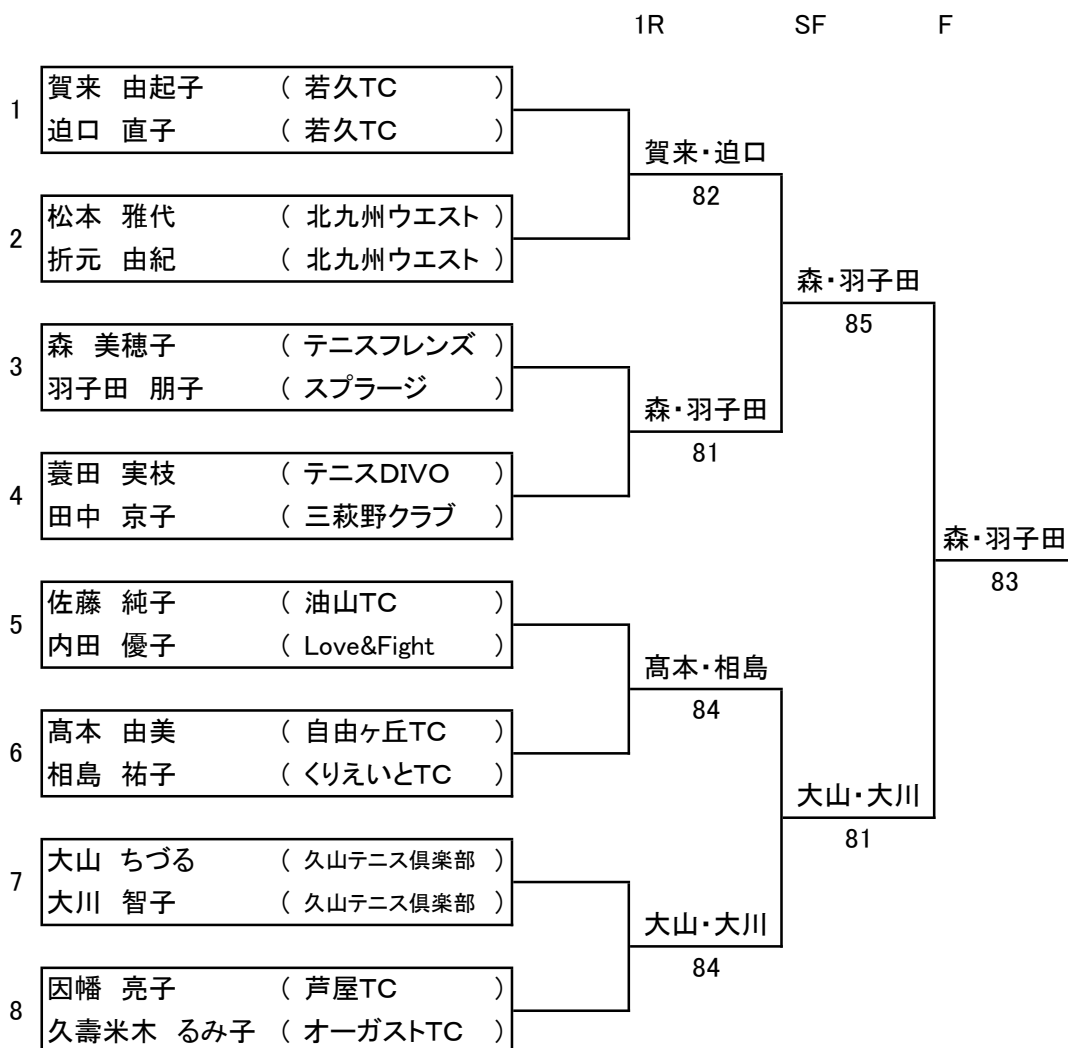 1R SF F
1
賀来 由起子 ( 若久TC )
迫口 直子 ( 若久TC )
賀来・迫口
82
2
松本 雅代 ( 北九州ウエスト )
折元 由紀 ( 北九州ウエスト )
森・羽子田
85
3
森 美穂子 ( テニスフレンズ )
羽子田 朋子 ( スプラージ )
森・羽子田
81
4
蓑田 実枝 ( テニスDIVO )
田中 京子 ( 三萩野クラブ )
森・羽子田
83
5
佐藤 純子 ( 油山TC )
内田 優子 ( Love&Fight )
髙本・相島
84
6
髙本 由美 ( 自由ヶ丘TC )
相島 祐子 ( くりえいとTC )
大山・大川
81
7
大山 ちづる ( 久山テニス倶楽部 )
大川 智子 ( 久山テニス倶楽部 )
大山・大川
84
8
因幡 亮子 ( 芦屋TC )
久壽米木 るみ子 ( オーガストTC )